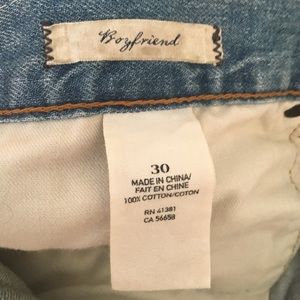 Boyfriend
30
MADE IN CHINA/
FAIT EN CHINE
100% COTTON/COTON
RN 41381
CA 56658